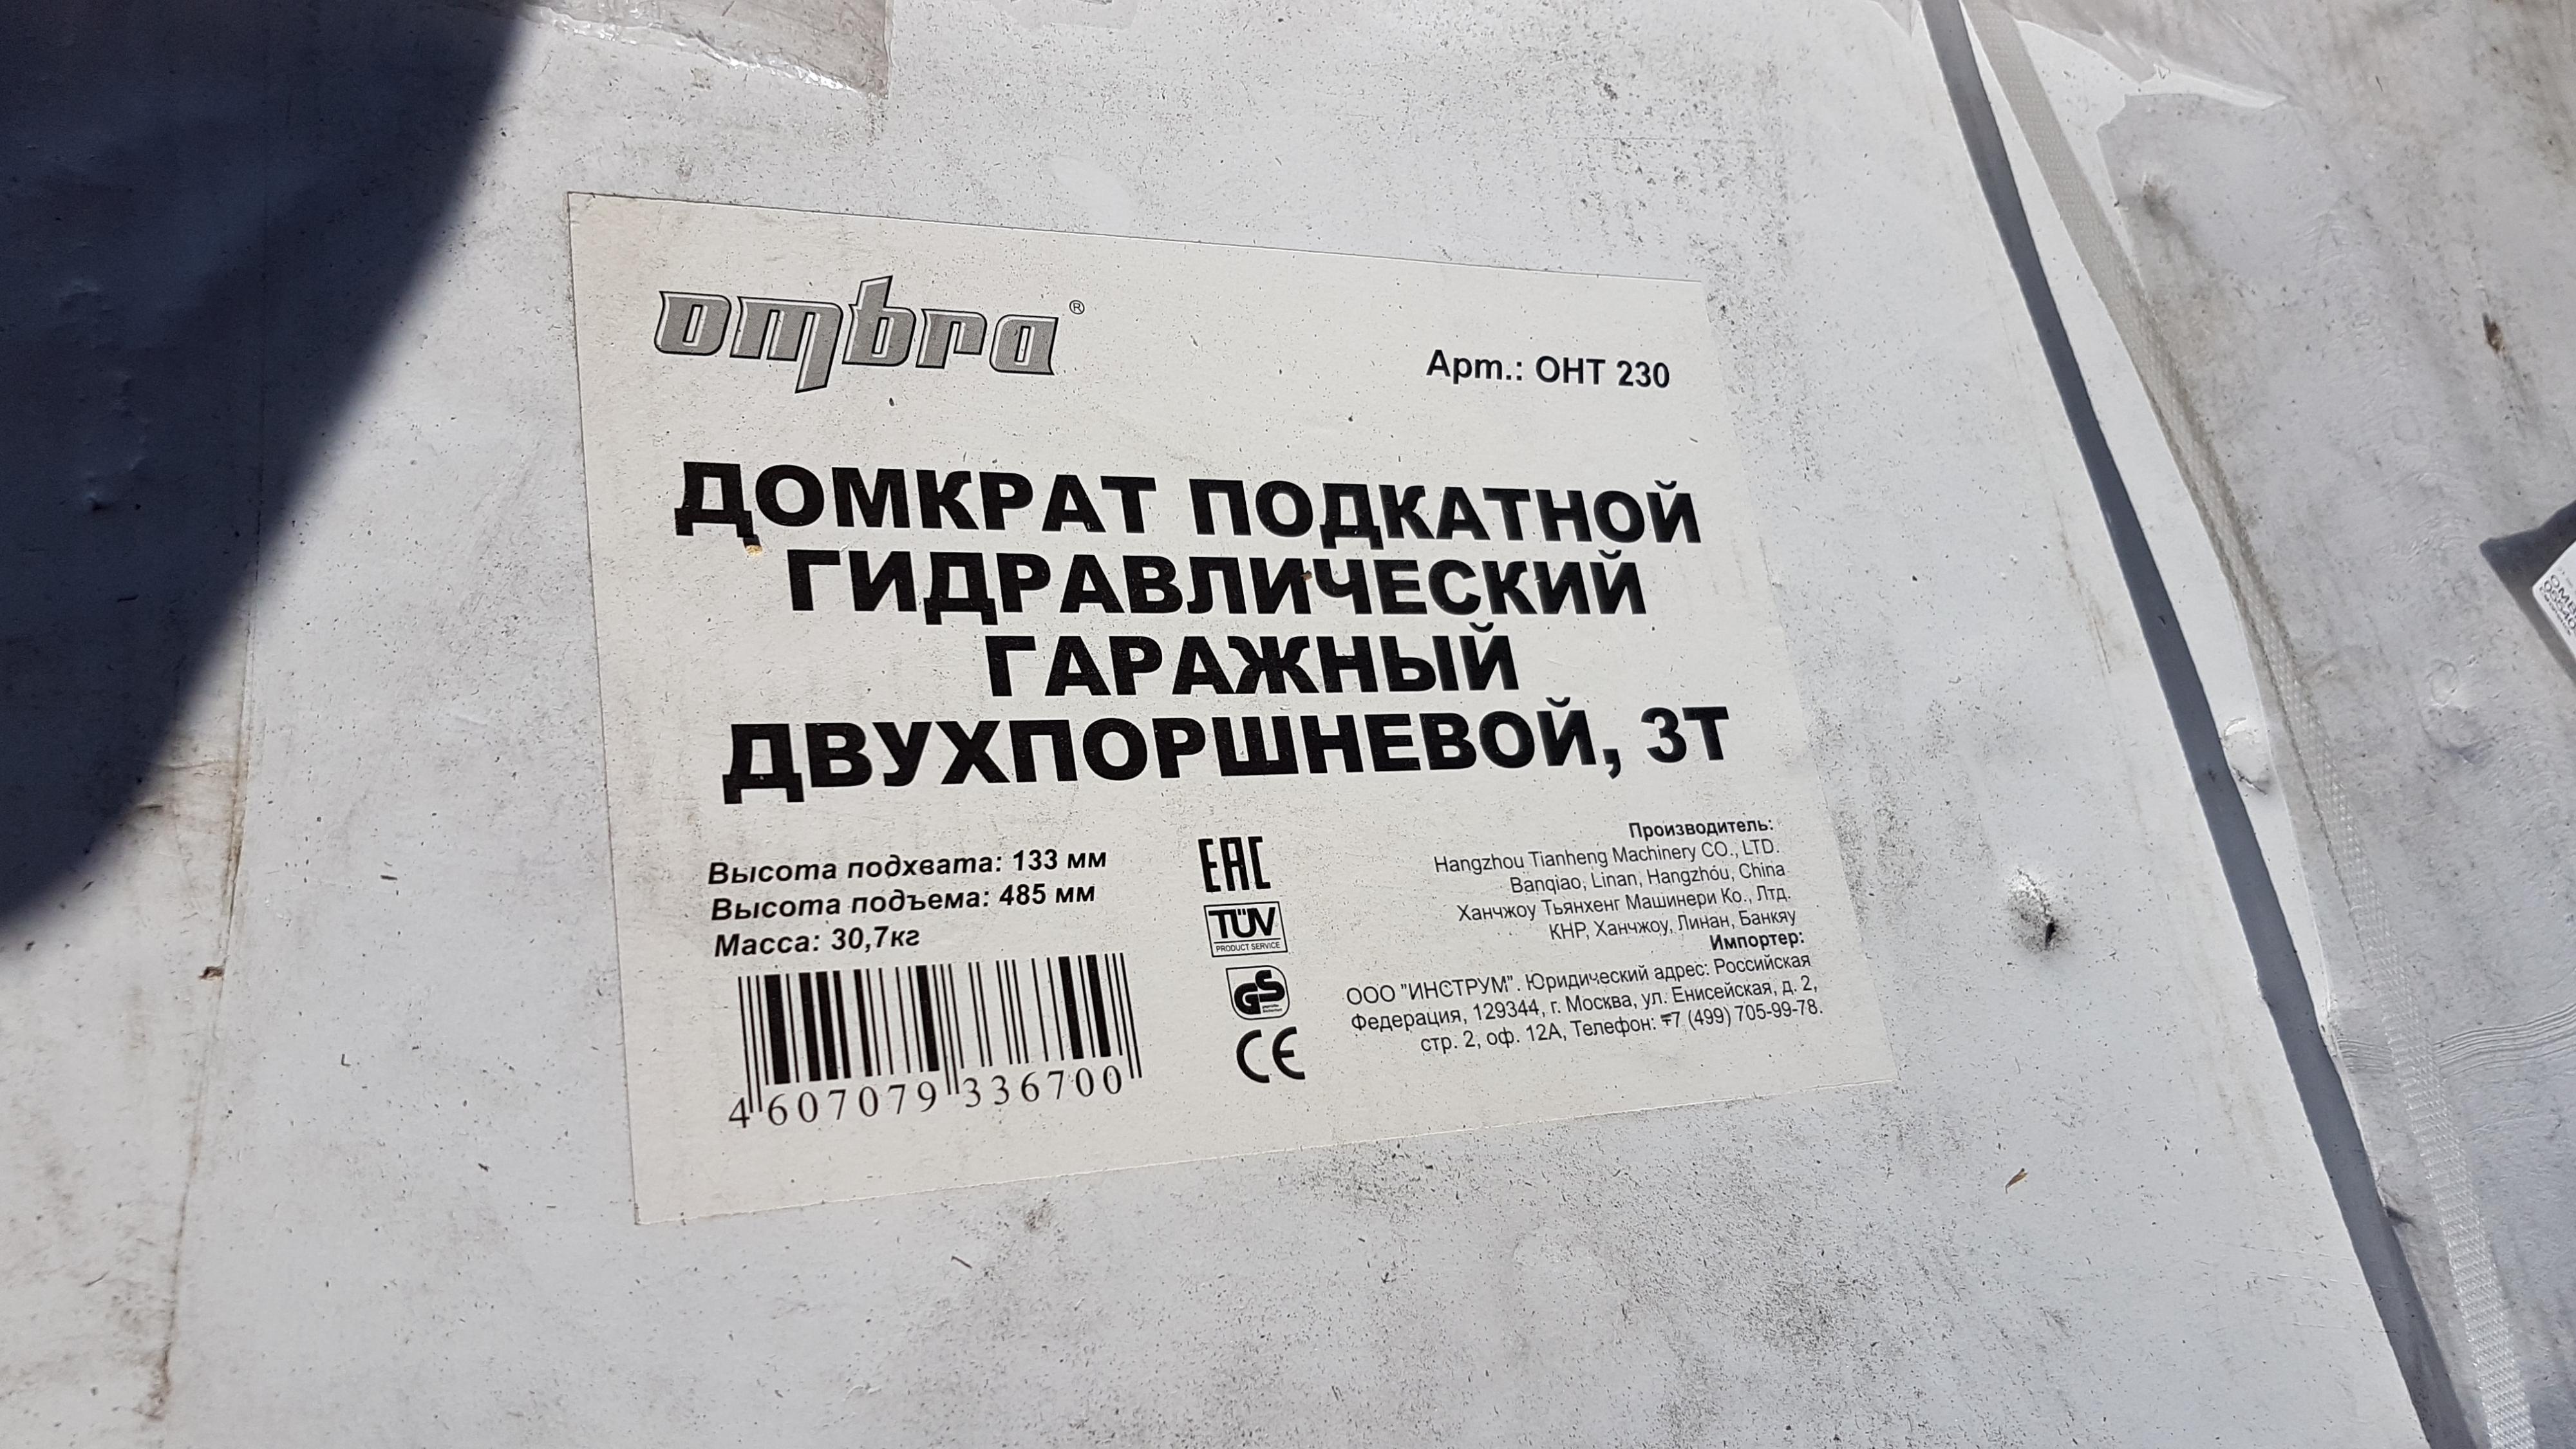 ombra®
Арт.: OHT 230
ДОМКРАТ ПОДКАТНОЙ
ГИДРАВЛИЧЕСКИЙ
ГАРАЖНЫЙ
ДВУХПОРШНЕВОЙ, 3Т
Высота подхвата: 133 мм
Высота подъема: 485 мм
Масса: 30,7кг
4 607079 336700
EAC
TÜV
PRODUCT SERVICE
GS
CE
Производитель:
Hangzhou Tianheng Machinery CO., LTD.
Banqiao, Linan, Hangzhou, China
Ханчжоу Тьянхенг Машинери Ко., Лтд.
КНР, Ханчжоу, Линан, Банкяу
Импортер:
ООО "ИНСТРУМ". Юридический адрес: Российская
Федерация, 129344, г. Москва, ул. Енисейская, д. 2,
стр. 2, оф. 12А, Телефон: +7 (499) 705-99-78.